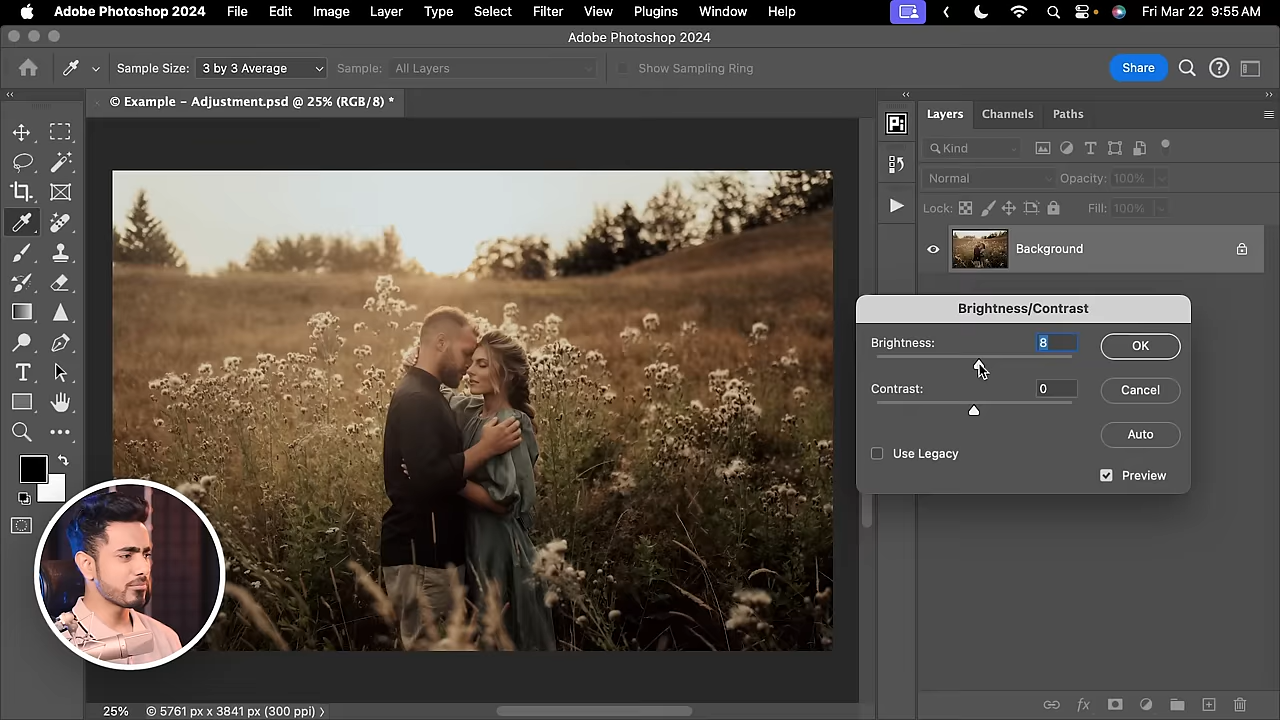 Adobe Photoshop 2024 File Edit Image Layer Type Select Filter View Plugins Window Help Fri Mar 22 9:55 AM
Adobe Photoshop 2024
Sample Size: 3 by 3 Average Sample: All Layers Show Sampling Ring Share
© Example – Adjustment.psd @ 25% (RGB/8) *
Layers Channels Paths
Kind
Normal Opacity: 100%
Lock: Fill: 100%
Background
Brightness/Contrast
Brightness: 8 OK
Contrast: 0 Cancel
Auto
Use Legacy
Preview
25% © 5761 px x 3841 px (300 ppi)